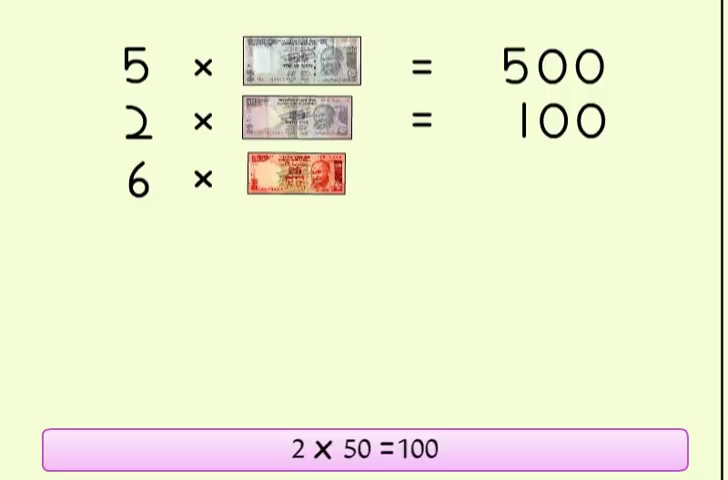 5 × = 500
2 × = 100
6 ×
2 × 50 = 100